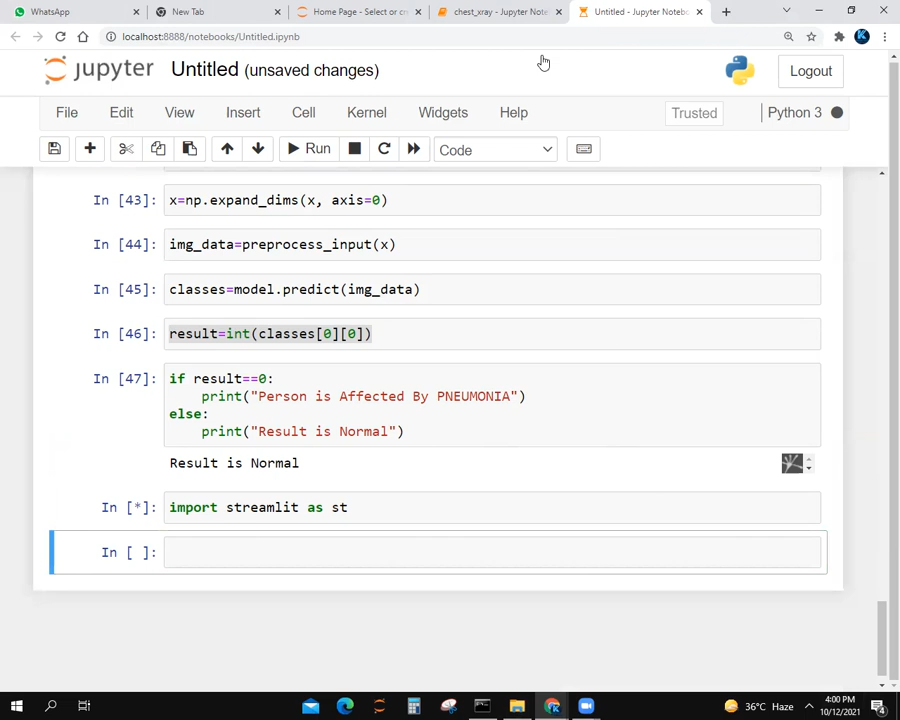 WhatsApp
New Tab
Home Page - Select or cr
chest_xray - Jupyter Note
Untitled - Jupyter Notebo
localhost:8888/notebooks/Untitled.ipynb
jupyter Untitled (unsaved changes)
Logout
File Edit View Insert Cell Kernel Widgets Help
Trusted
Python 3
Run
Code
In [43]: x=np.expand_dims(x, axis=0)
In [44]: img_data=preprocess_input(x)
In [45]: classes=model.predict(img_data)
In [46]: result=int(classes[0][0])
In [47]: if result==0:
print("Person is Affected By PNEUMONIA")
else:
print("Result is Normal")
Result is Normal
In [*]: import streamlit as st
In [ ]:
36°C Haze
4:00 PM
10/12/2021
4